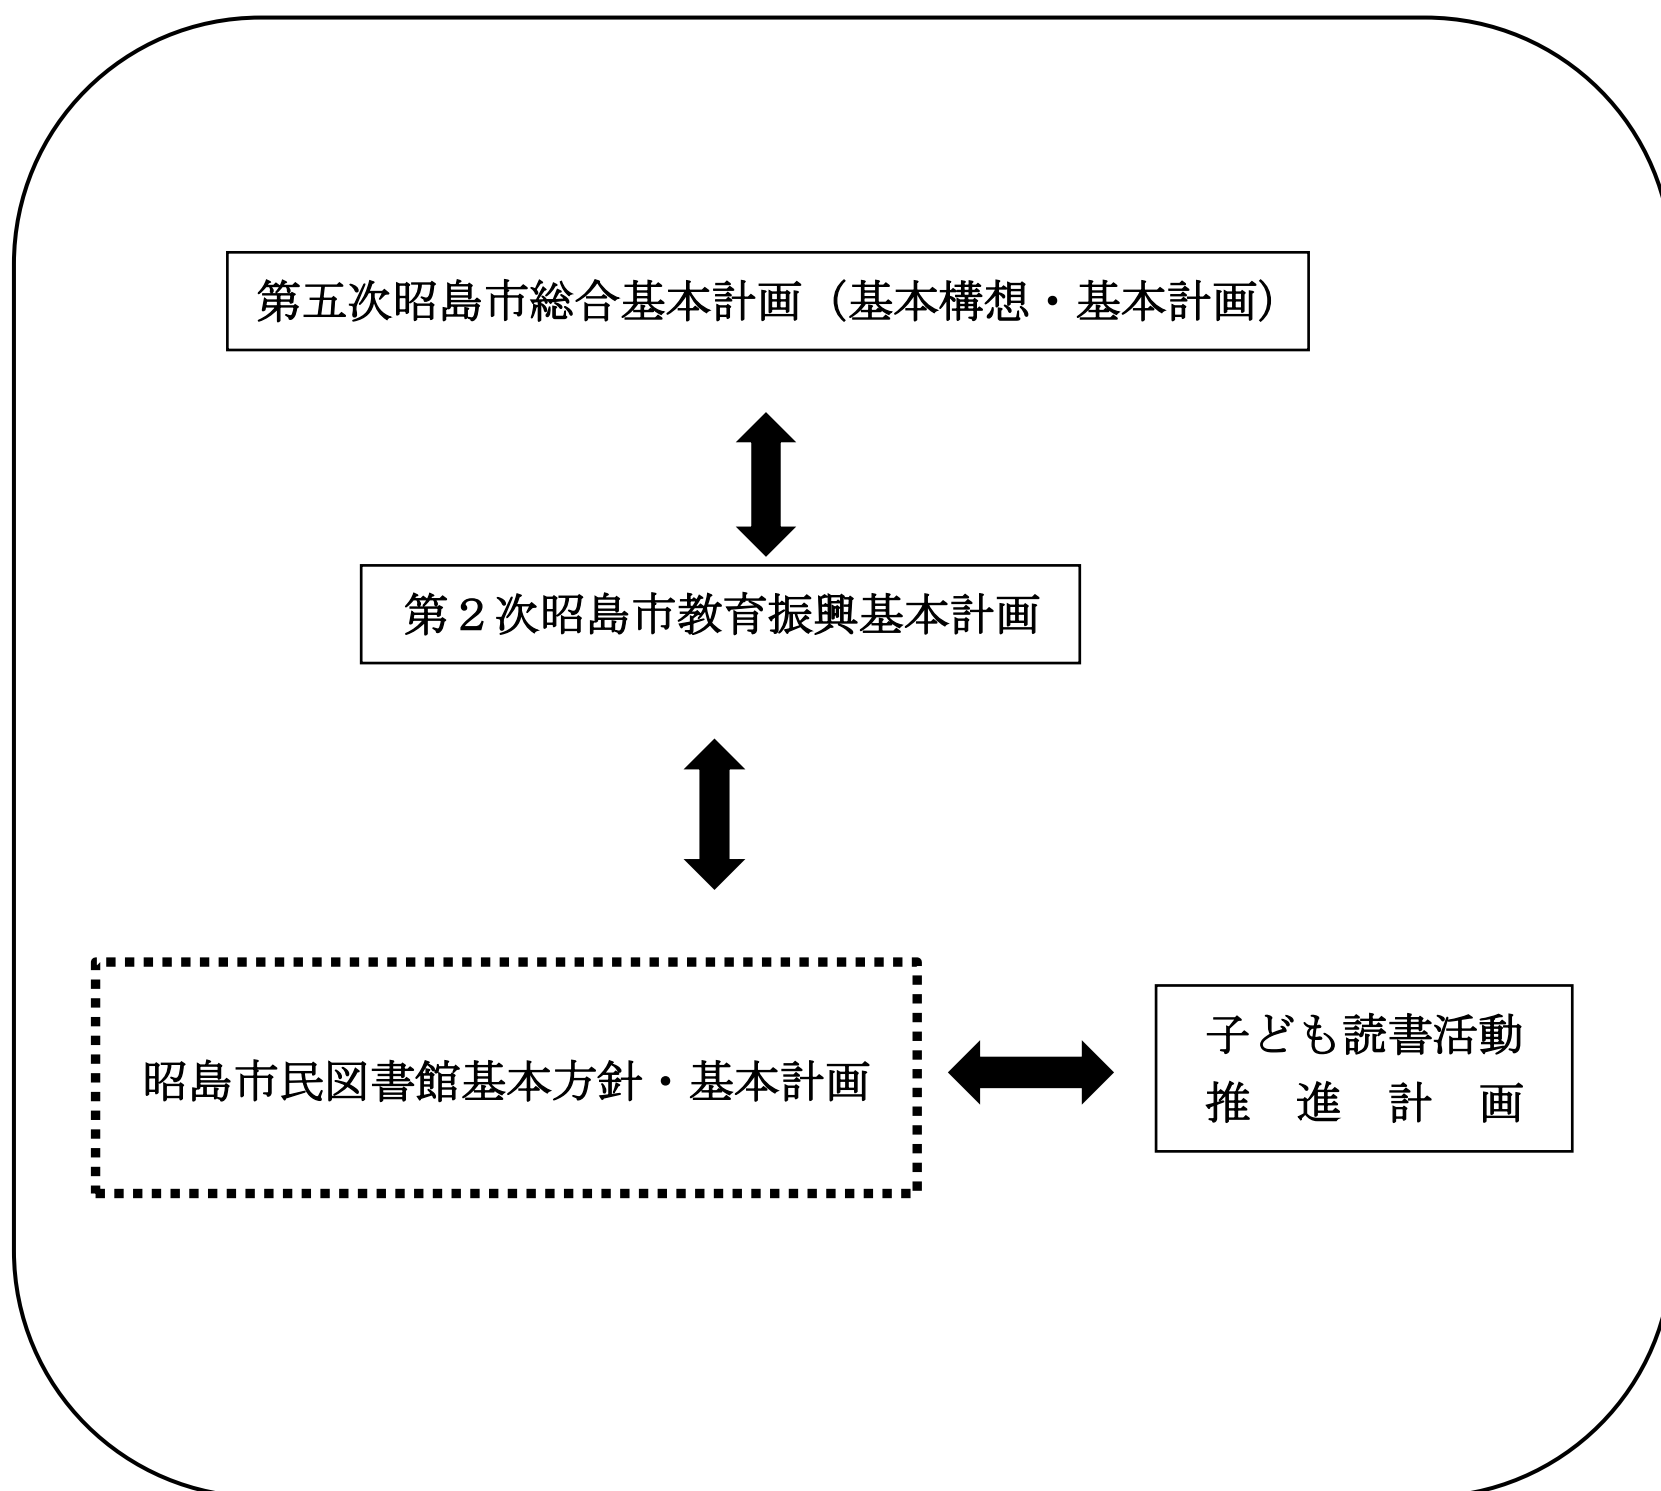 第五次昭島市総合基本計画（基本構想・基本計画）
第２次昭島市教育振興基本計画
昭島市民図書館基本方針・基本計画
子ども読書活動
推　進　計　画